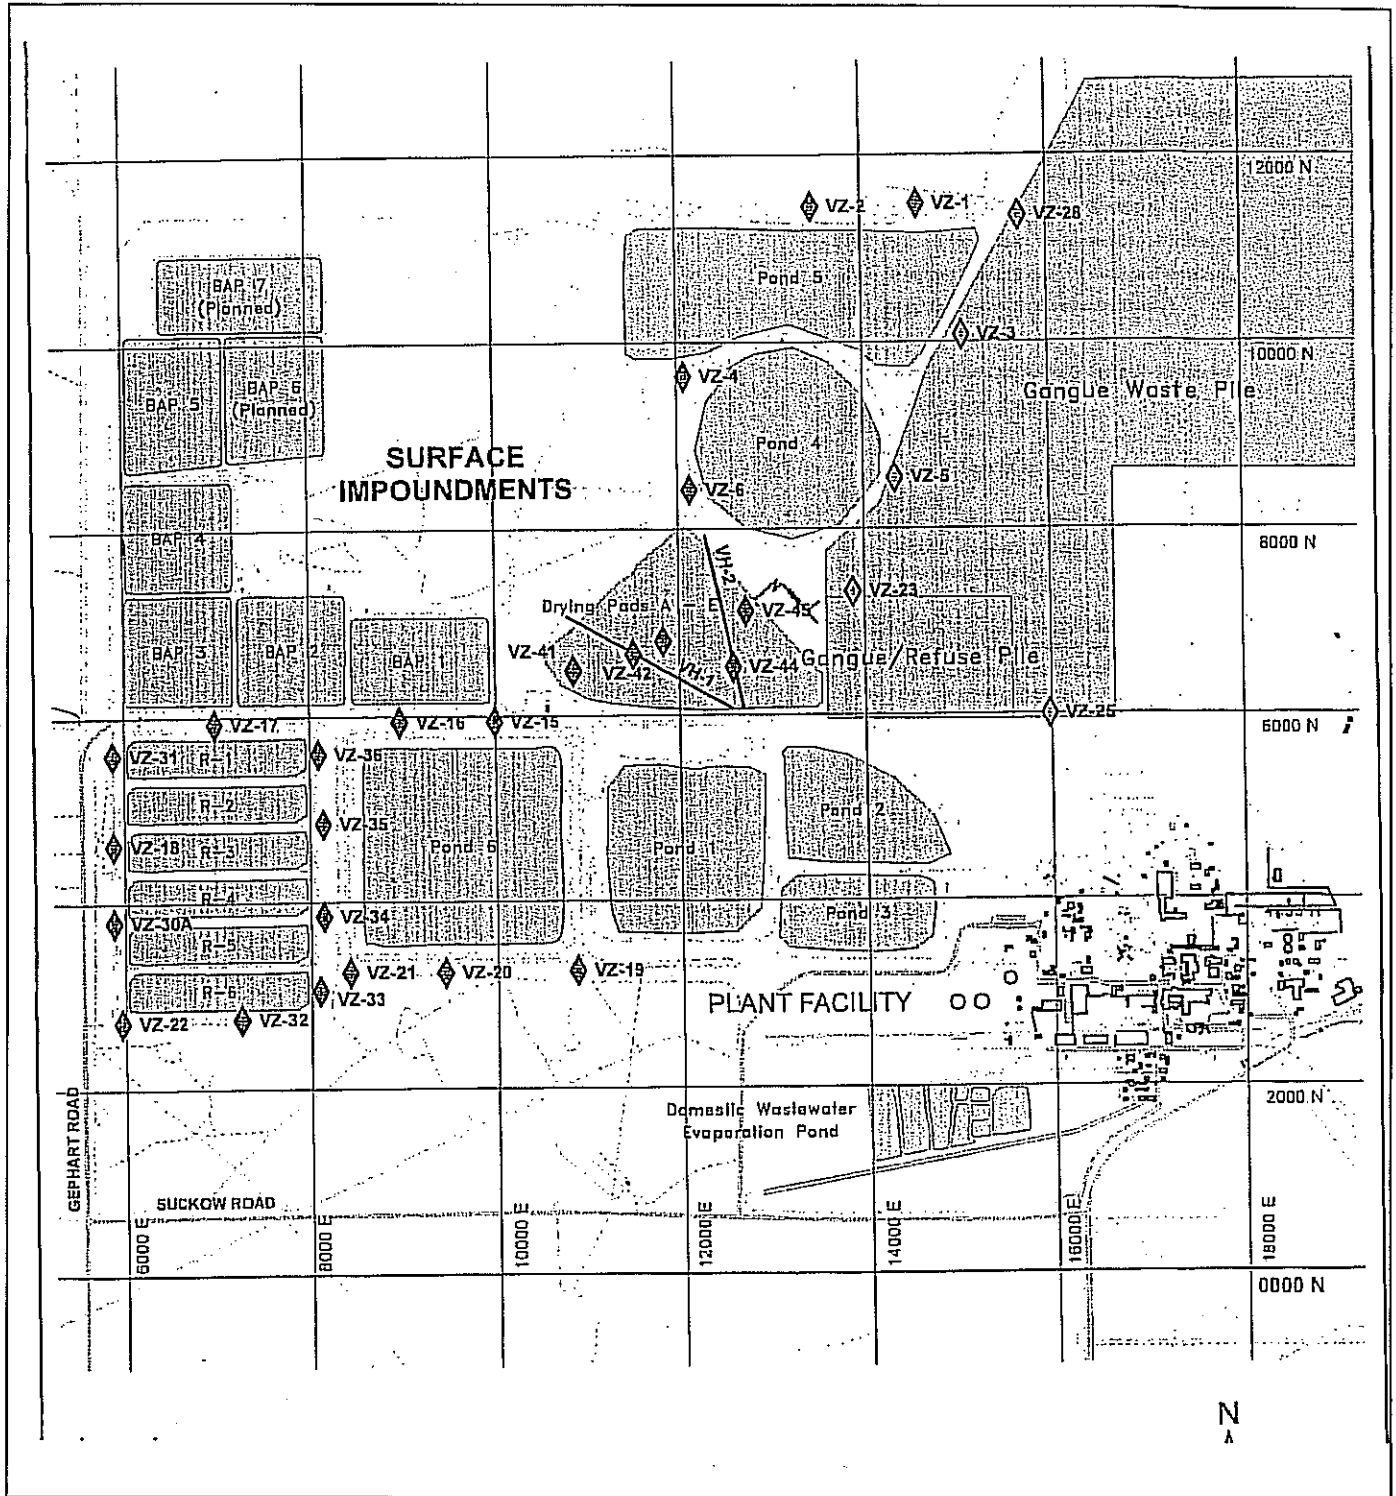 12000 N
VZ-2
VZ-1
VZ-28
Pond 5
BAP 7
(Planned)
VZ-3
10000 N
VZ-4
Gangue Waste Pile
BAP 5
BAP 6
(Planned)
Pond 4
SURFACE
IMPOUNDMENTS
VZ-5
VZ-6
BAP 4
8000 N
VH-2
VZ-23
Drying Pads A - E
VZ-45
BAP 3
BAP 2
BAP 1
VZ-41
VZ-42
VH-1
VZ-44
Gangue/Refuse Pile
VZ-17
VZ-16
VZ-15
VZ-25
6000 N
VZ-31
R-1
VZ-36
R-2
VZ-35
Pond 2
VZ-18
R-3
Pond 6
Pond 1
R-4
VZ-34
Pond 3
VZ-30A
R-5
VZ-21
VZ-20
VZ-19
R-6
VZ-33
PLANT FACILITY
VZ-22
VZ-32
2000 N
Domestic Wastewater
Evaporation Pond
GEPHART ROAD
SUCKOW ROAD
6000 E
8000 E
10000 E
12000 E
14000 E
16000 E
18000 E
0000 N
N